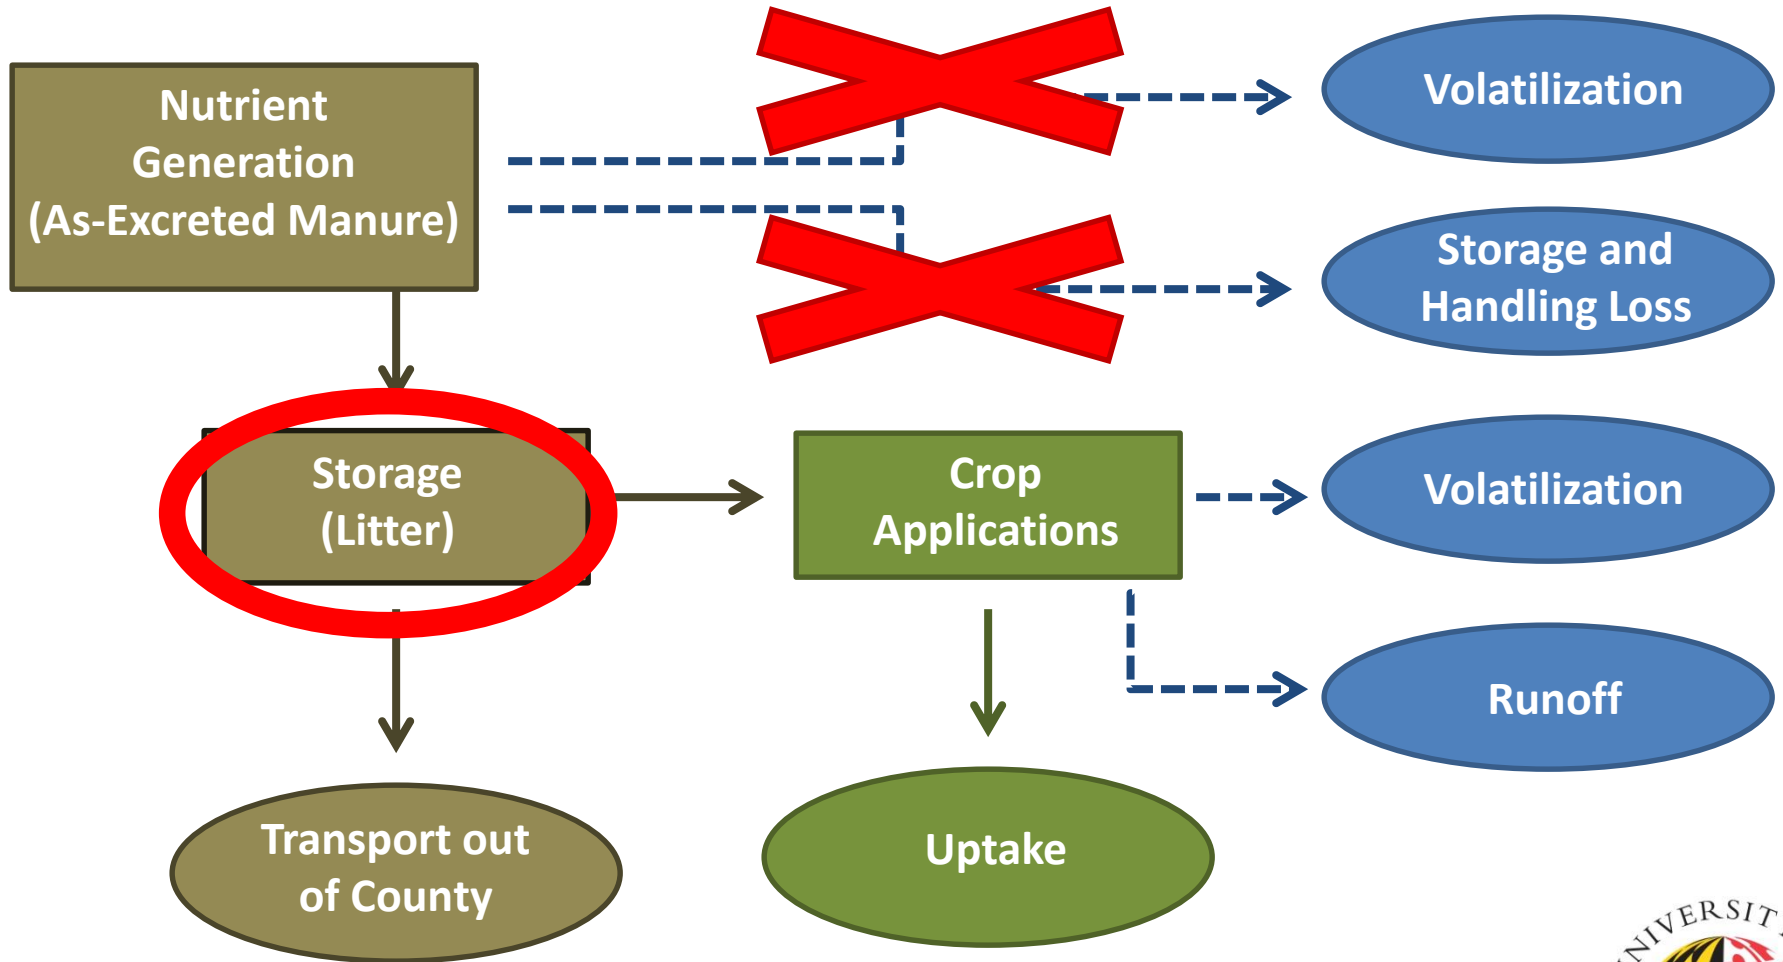 Nutrient
Generation
(As-Excreted Manure)
Volatilization
Storage and
Handling Loss
Storage
(Litter)
Crop
Applications
Volatilization
Runoff
Transport out
of County
Uptake